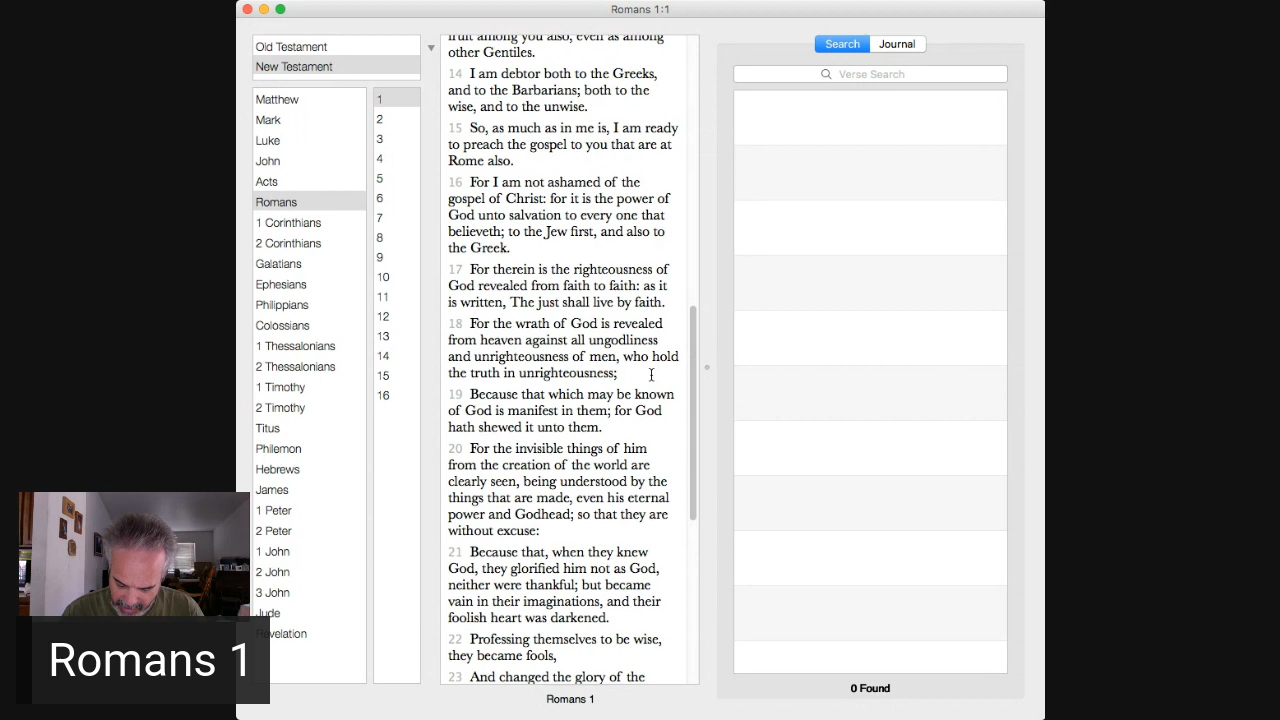 Romans 1:1
Old Testament
New Testament
Matthew
Mark
Luke
John
Acts
Romans
1 Corinthians
2 Corinthians
Galatians
Ephesians
Philippians
Colossians
1 Thessalonians
2 Thessalonians
1 Timothy
2 Timothy
Titus
Philemon
Hebrews
James
1 Peter
2 Peter
1 John
2 John
3 John
Jude
Revelation
1
2
3
4
5
6
7
8
9
10
11
12
13
14
15
16
fruit among you also, even as among
other Gentiles.
14 I am debtor both to the Greeks,
and to the Barbarians; both to the
wise, and to the unwise.
15 So, as much as in me is, I am ready
to preach the gospel to you that are at
Rome also.
16 For I am not ashamed of the
gospel of Christ: for it is the power of
God unto salvation to every one that
believeth; to the Jew first, and also to
the Greek.
17 For therein is the righteousness of
God revealed from faith to faith: as it
is written, The just shall live by faith.
18 For the wrath of God is revealed
from heaven against all ungodliness
and unrighteousness of men, who hold
the truth in unrighteousness;
19 Because that which may be known
of God is manifest in them; for God
hath shewed it unto them.
20 For the invisible things of him
from the creation of the world are
clearly seen, being understood by the
things that are made, even his eternal
power and Godhead; so that they are
without excuse:
21 Because that, when they knew
God, they glorified him not as God,
neither were thankful; but became
vain in their imaginations, and their
foolish heart was darkened.
22 Professing themselves to be wise,
they became fools,
23 And changed the glory of the
Romans 1
Search
Journal
Verse Search
0 Found
Romans 1